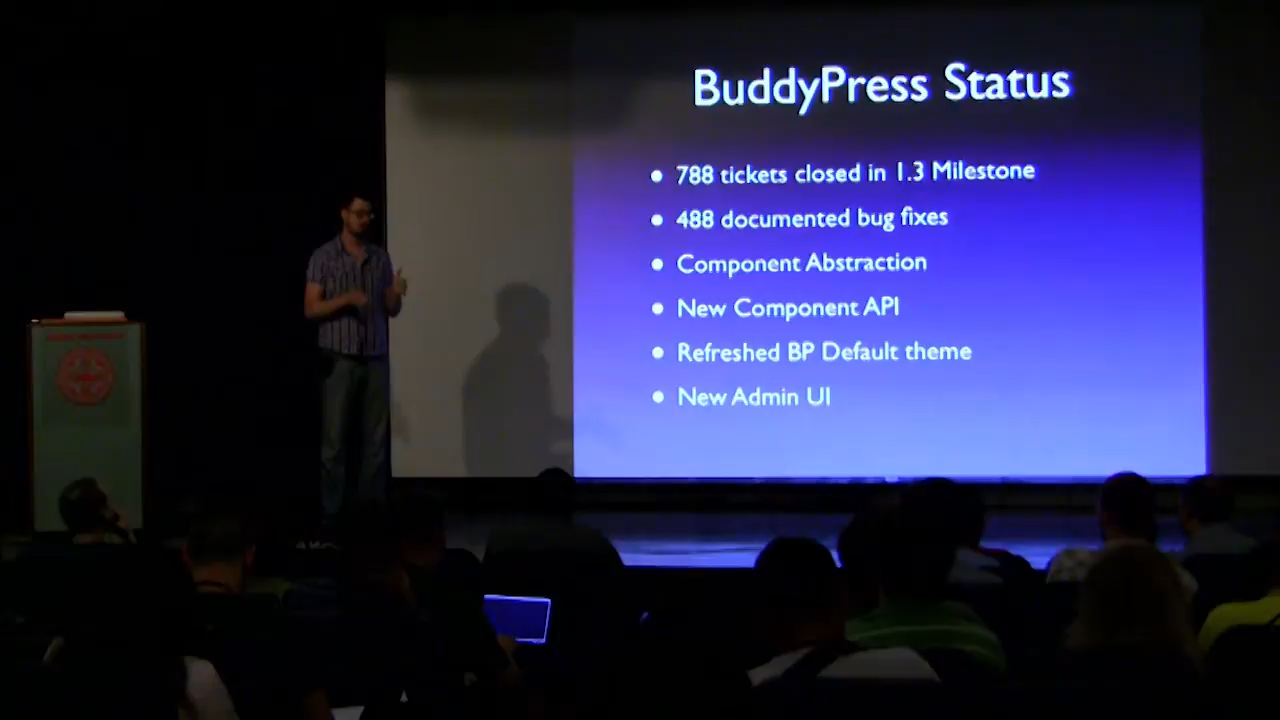 BuddyPress Status
• 788 tickets closed in 1.3 Milestone
• 488 documented bug fixes
• Component Abstraction
• New Component API
• Refreshed BP Default theme
• New Admin UI